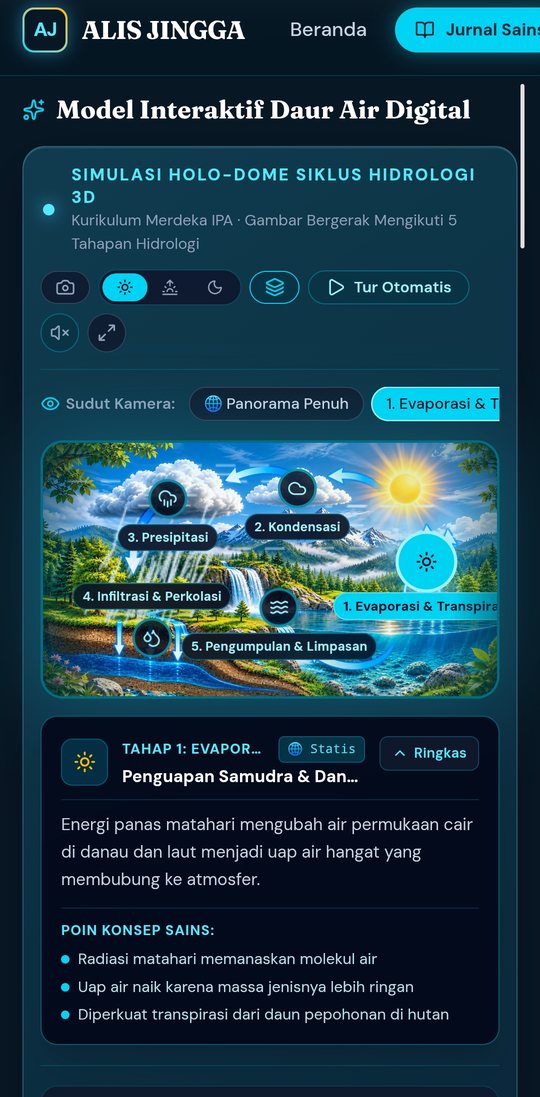 AJ
ALIS JINGGA
Beranda
Jurnal Sains
Model Interaktif Daur Air Digital
SIMULASI HOLO-DOME SIKLUS HIDROLOGI
3D
Kurikulum Merdeka IPA · Gambar Bergerak Mengikuti 5
Tahapan Hidrologi
Tur Otomatis
Sudut Kamera:
Panorama Penuh
1. Evaporasi & T
2. Kondensasi
3. Presipitasi
4. Infiltrasi & Perkolasi
1. Evaporasi & Transpira
5. Pengumpulan & Limpasan
TAHAP 1: EVAPOR...
Statis
Ringkas
Penguapan Samudra & Dan...
Energi panas matahari mengubah air permukaan cair
di danau dan laut menjadi uap air hangat yang
membubung ke atmosfer.
POIN KONSEP SAINS:
Radiasi matahari memanaskan molekul air
Uap air naik karena massa jenisnya lebih ringan
Diperkuat transpirasi dari daun pepohonan di hutan